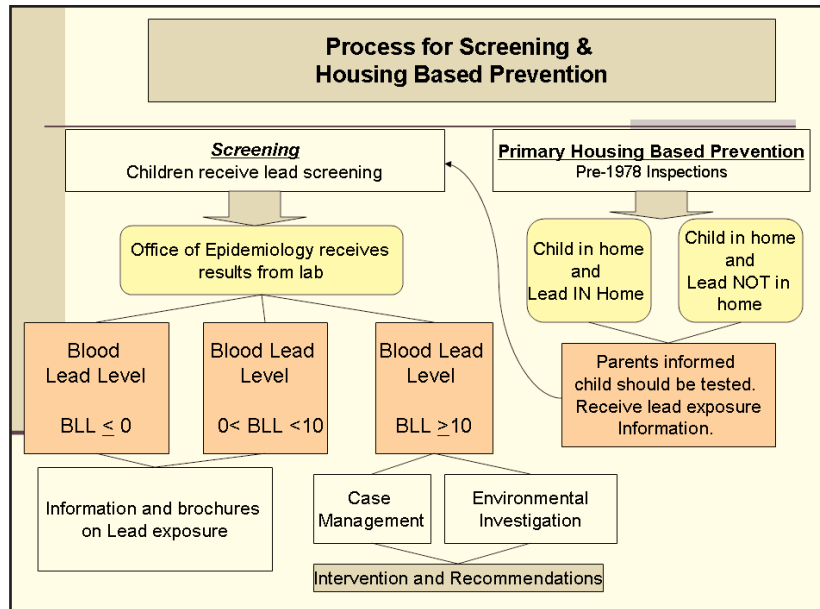 Process for Screening &
Housing Based Prevention
Screening
Children receive lead screening
Primary Housing Based Prevention
Pre-1978 Inspections
Office of Epidemiology receives
results from lab
Child in home
and
Lead IN Home
Child in home
and
Lead NOT in
home
Blood
Lead Level
BLL ≤ 0
Blood Lead
Level
0< BLL <10
Blood Lead
Level
BLL ≥10
Parents informed
child should be tested.
Receive lead exposure
Information.
Information and brochures
on Lead exposure
Case
Management
Environmental
Investigation
Intervention and Recommendations